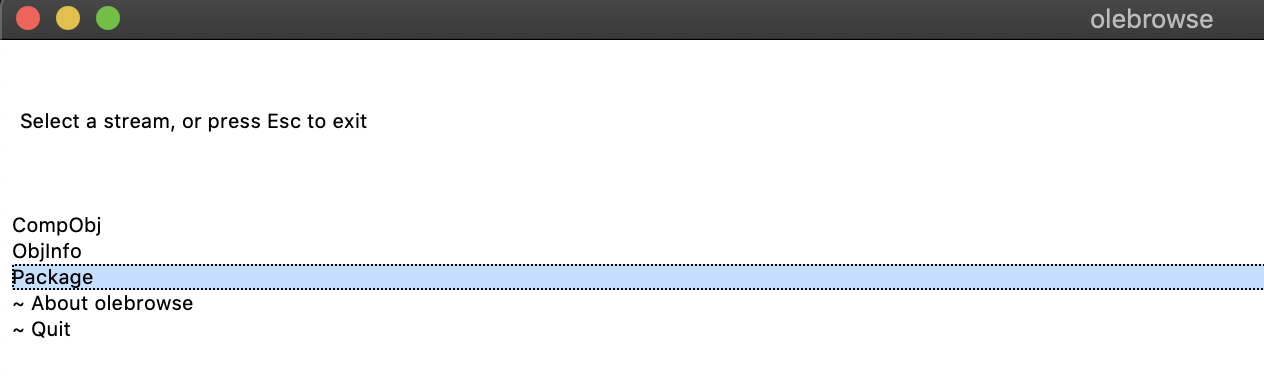 olebrowse
Select a stream, or press Esc to exit
CompObj
ObjInfo
Package
~ About olebrowse
~ Quit